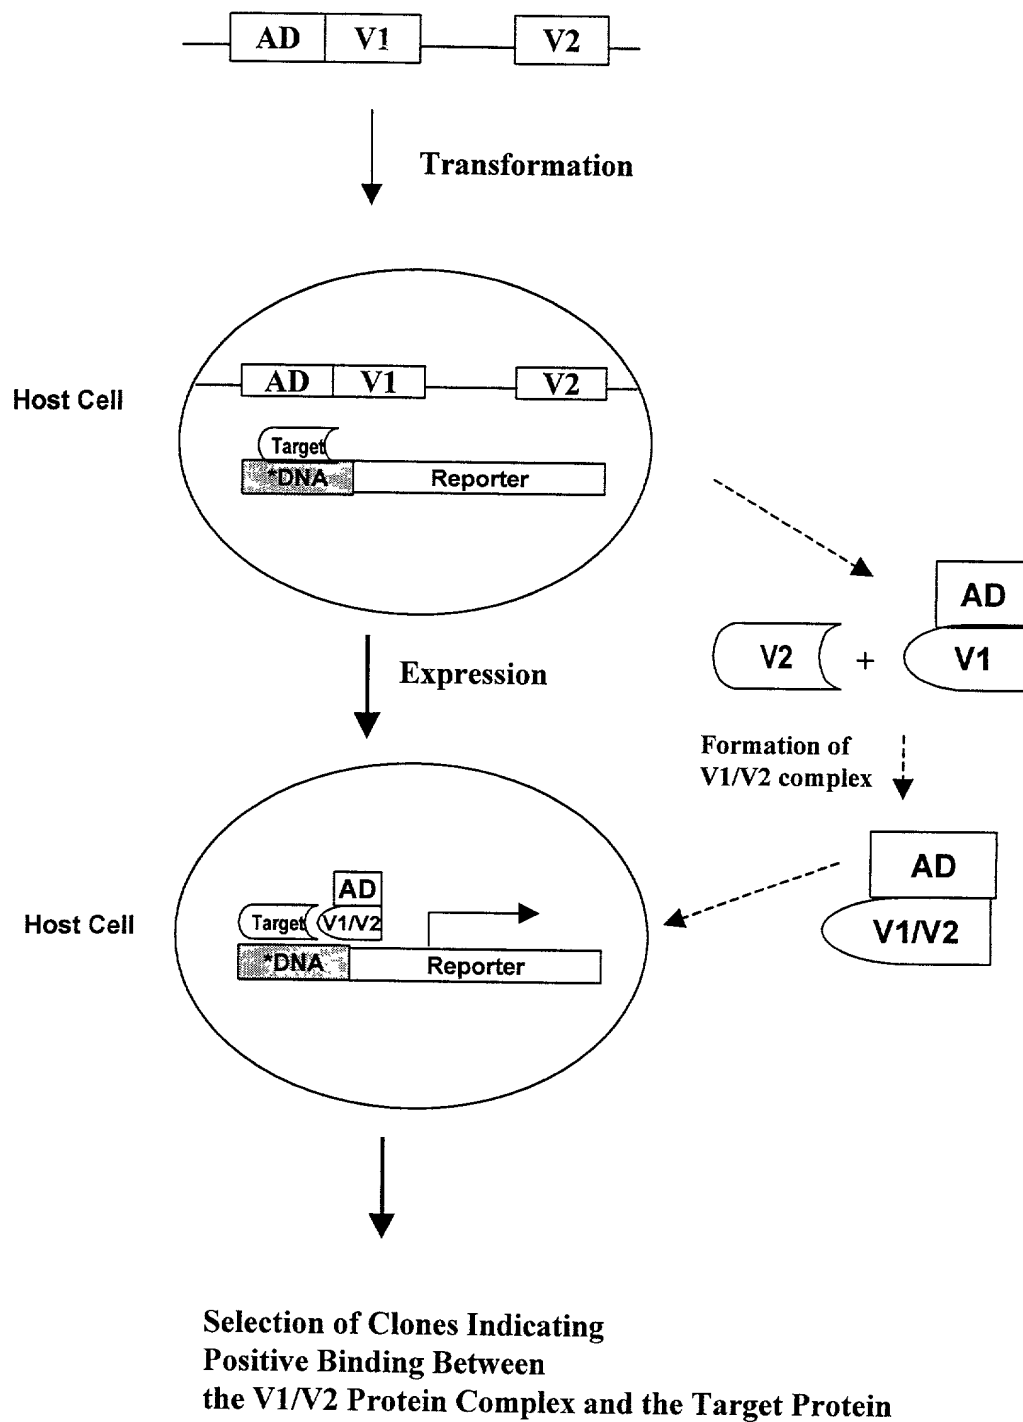 AD V1 V2
Transformation
Host Cell
AD V1 V2
Target
*DNA Reporter
AD
V2 + V1
Expression
Formation of
V1/V2 complex
AD
V1/V2
Host Cell
AD
Target V1/V2
*DNA Reporter
Selection of Clones Indicating
Positive Binding Between
the V1/V2 Protein Complex and the Target Protein